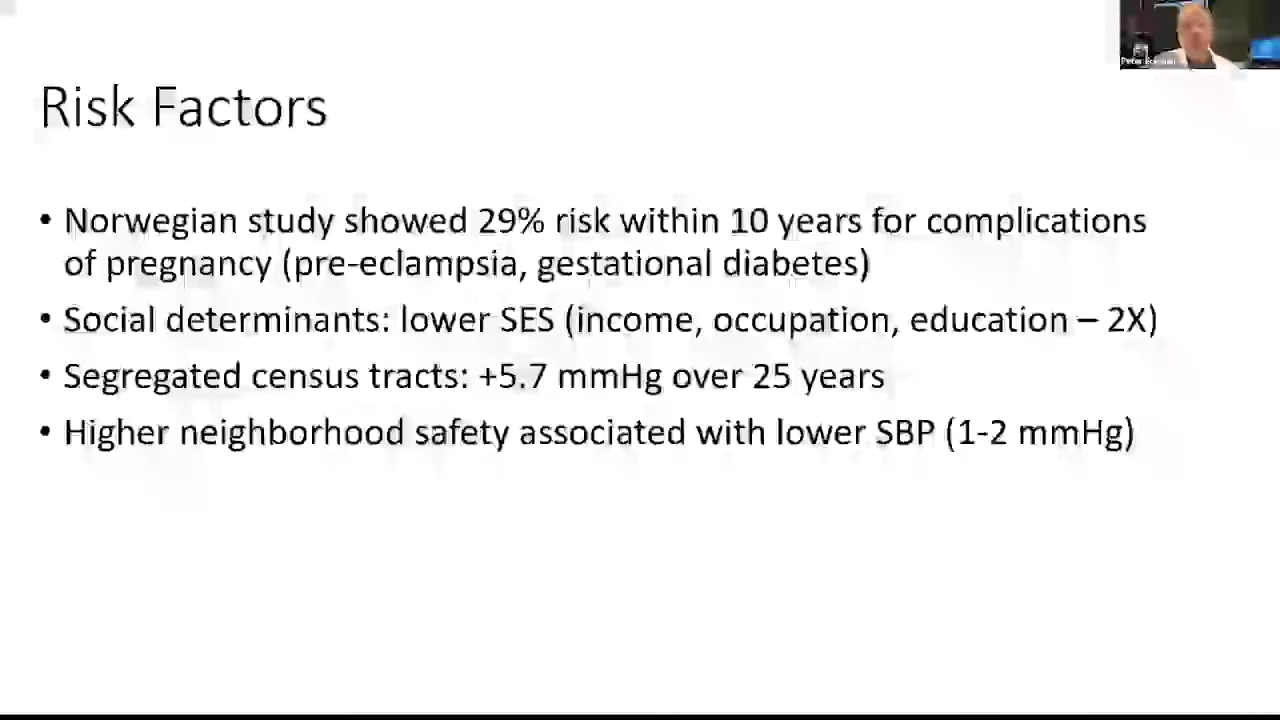 Peter
Risk Factors
• Norwegian study showed 29% risk within 10 years for complications
of pregnancy (pre-eclampsia, gestational diabetes)
• Social determinants: lower SES (income, occupation, education – 2X)
• Segregated census tracts: +5.7 mmHg over 25 years
• Higher neighborhood safety associated with lower SBP (1-2 mmHg)